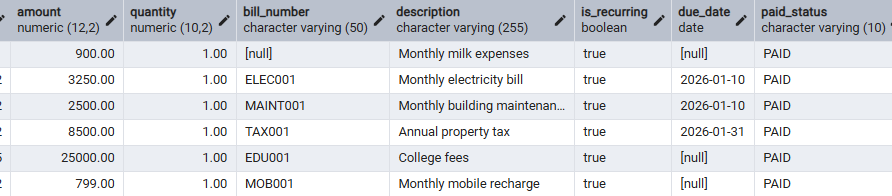 amount quantity bill_number description is_recurring due_date paid_status
numeric (12,2) numeric (10,2) character varying (50) character varying (255) boolean date character varying (10)
900.00 1.00 [null] Monthly milk expenses true [null] PAID
3250.00 1.00 ELEC001 Monthly electricity bill true 2026-01-10 PAID
2500.00 1.00 MAINT001 Monthly building maintenan... true 2026-01-10 PAID
8500.00 1.00 TAX001 Annual property tax true 2026-01-31 PAID
25000.00 1.00 EDU001 College fees true [null] PAID
799.00 1.00 MOB001 Monthly mobile recharge true [null] PAID